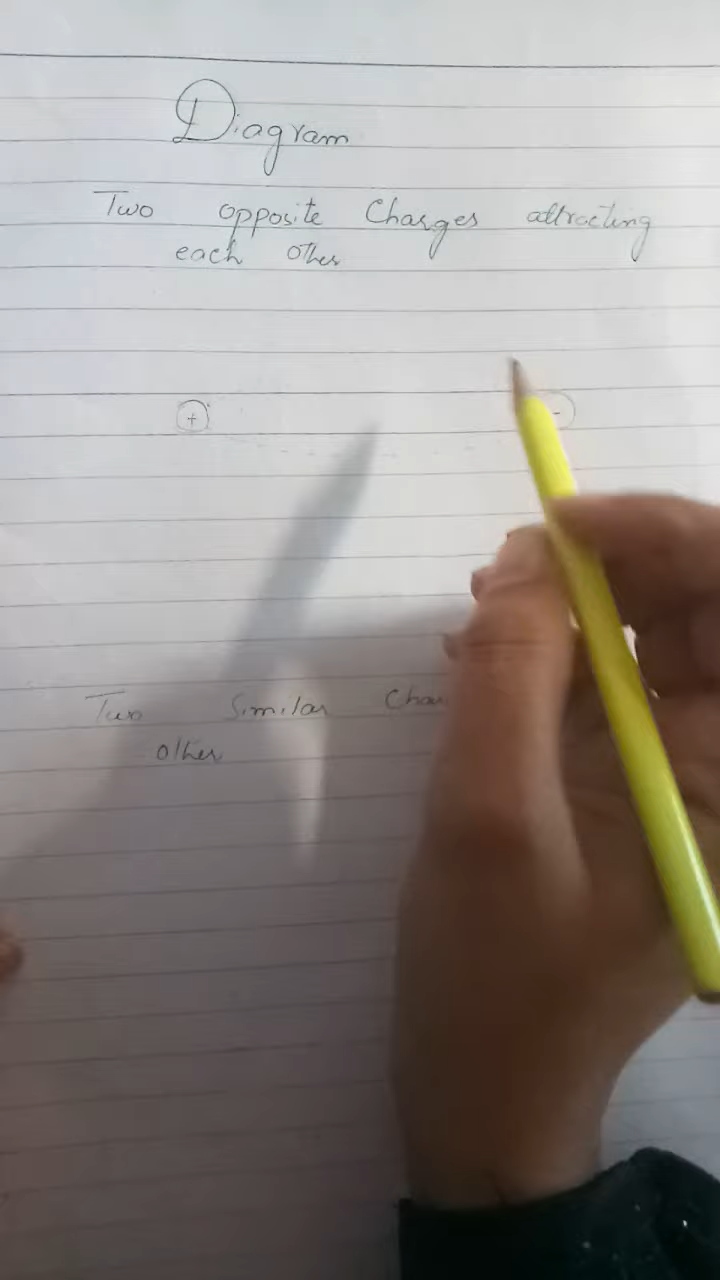 Diagram
Two opposite Charges attracting
each other
+ -
Two Similar
other